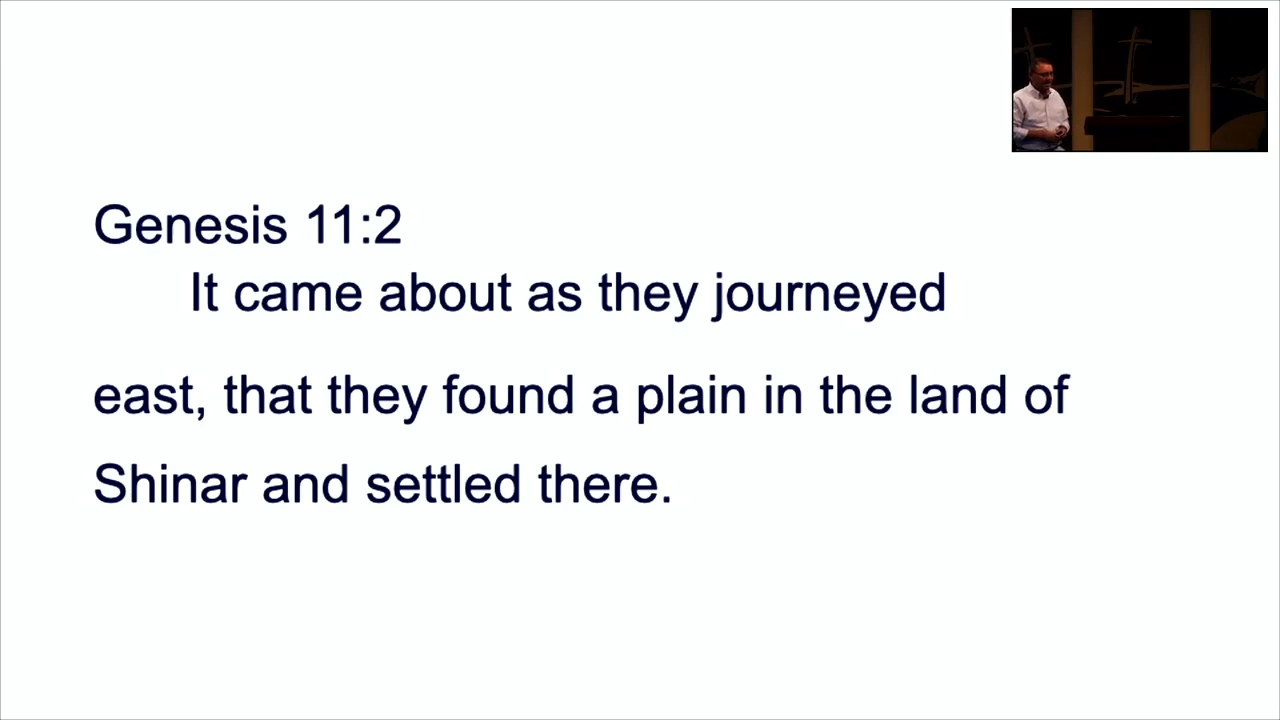 Genesis 11:2
It came about as they journeyed
east, that they found a plain in the land of
Shinar and settled there.